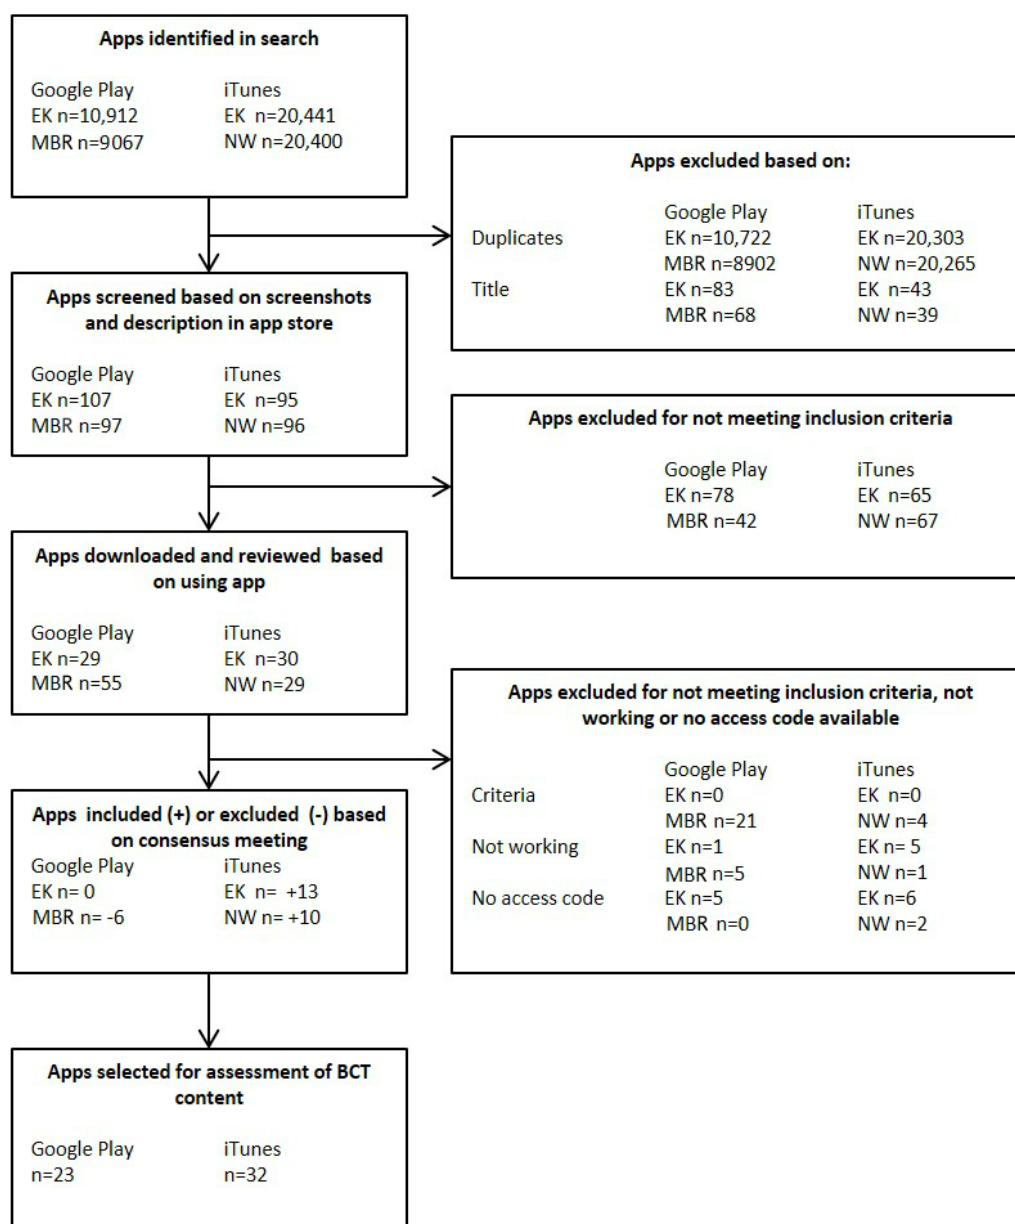 Apps identified in search
Google Play iTunes
EK n=10,912 EK n=20,441
MBR n=9067 NW n=20,400
Apps excluded based on:
Google Play iTunes
Duplicates EK n=10,722 EK n=20,303
MBR n=8902 NW n=20,265
Title EK n=83 EK n=43
MBR n=68 NW n=39
Apps screened based on screenshots
and description in app store
Google Play iTunes
EK n=107 EK n=95
MBR n=97 NW n=96
Apps excluded for not meeting inclusion criteria
Google Play iTunes
EK n=78 EK n=65
MBR n=42 NW n=67
Apps downloaded and reviewed based
on using app
Google Play iTunes
EK n=29 EK n=30
MBR n=55 NW n=29
Apps excluded for not meeting inclusion criteria, not
working or no access code available
Google Play iTunes
Criteria EK n=0 EK n=0
MBR n=21 NW n=4
Not working EK n=1 EK n= 5
MBR n=5 NW n=1
No access code EK n=5 EK n=6
MBR n=0 NW n=2
Apps included (+) or excluded (-) based
on consensus meeting
Google Play iTunes
EK n= 0 EK n= +13
MBR n= -6 NW n= +10
Apps selected for assessment of BCT
content
Google Play iTunes
n=23 n=32